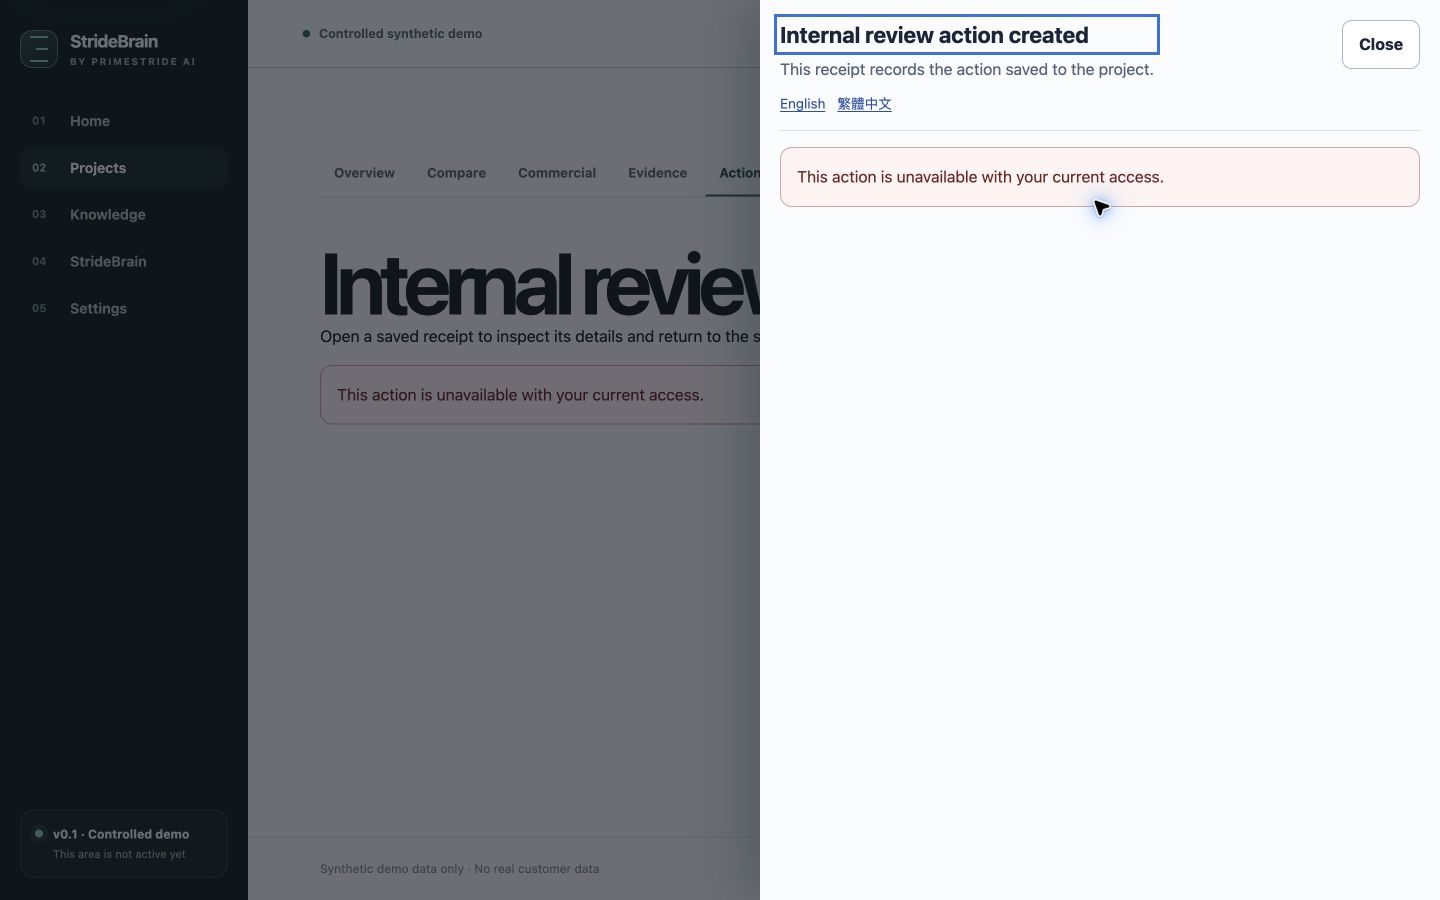 StrideBrain
BY PRIMESTRIDE AI
01 Home
02 Projects
03 Knowledge
04 StrideBrain
05 Settings
v0.1 · Controlled demo
This area is not active yet
Controlled synthetic demo
Overview Compare Commercial Evidence Action
Internal review
Open a saved receipt to inspect its details and return to the s
This action is unavailable with your current access.
Synthetic demo data only · No real customer data
Internal review action created
Close
This receipt records the action saved to the project.
English 繁體中文
This action is unavailable with your current access.